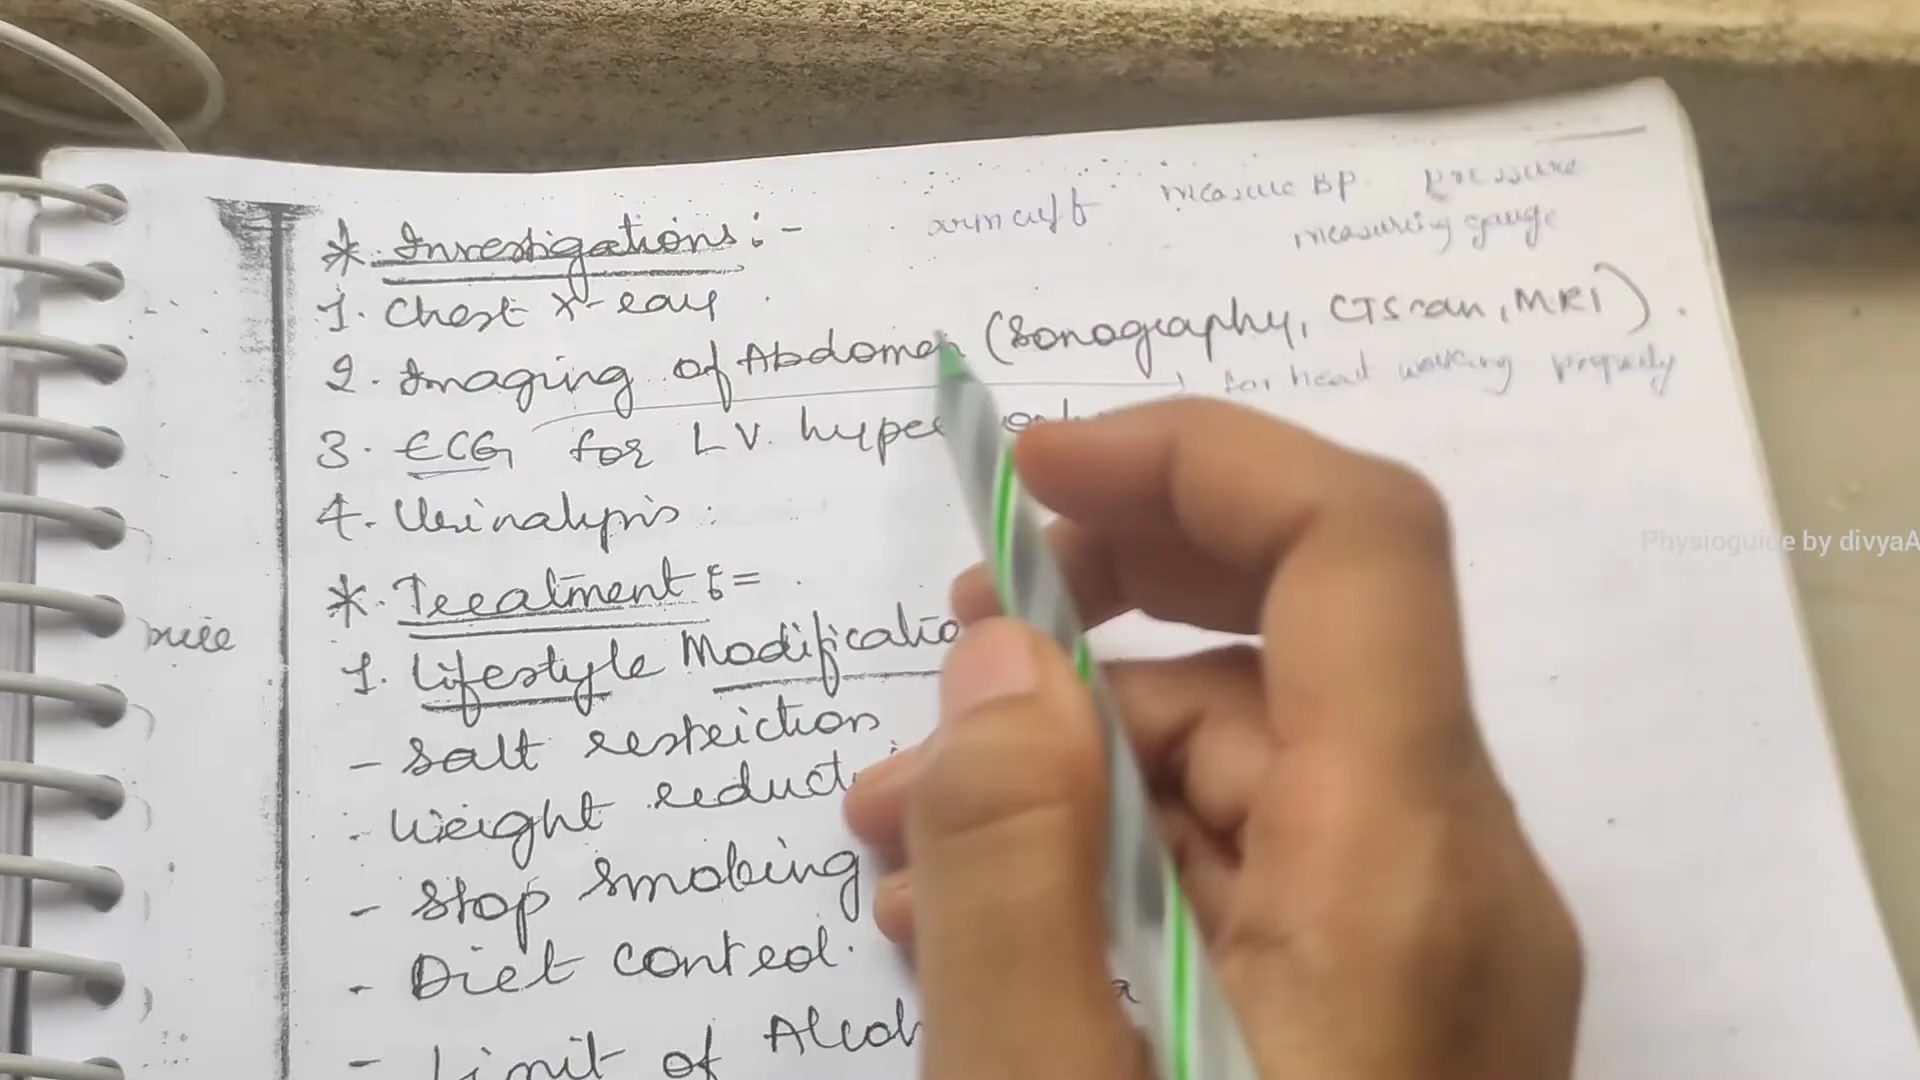 arm cuff measure BP pressure
measuring gauge
* Investigations :-
1. Chest X-ray
2. Imaging of Abdomen (Sonography, CT Scan, MRI).
for heart working properly
3. ECG for L.V. hype
4. Urinalysis :
* Treatment :=
1. Lifestyle Modificatio
- Salt restriction
- Weight reducti
- Stop smoking
- Diet control.
- Limit of Alcoh
Physioguide by divyaA